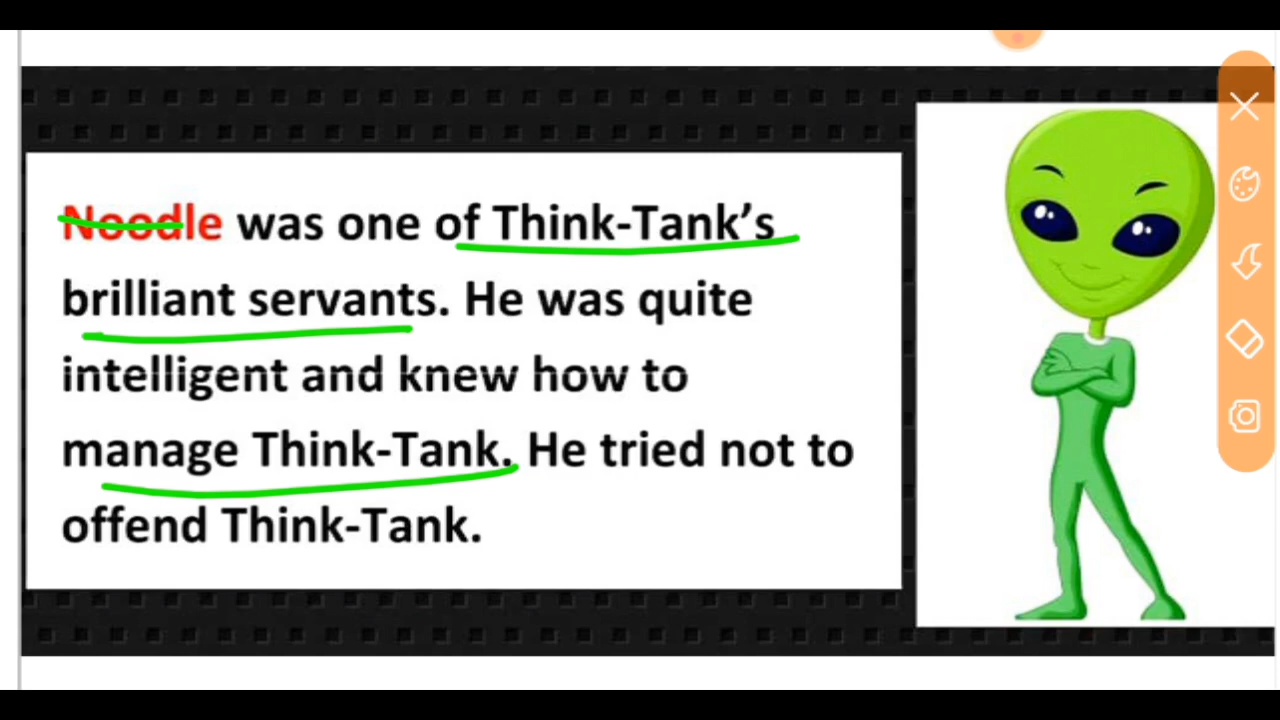 Noodle was one of Think-Tank’s
brilliant servants. He was quite
intelligent and knew how to
manage Think-Tank. He tried not to
offend Think-Tank.